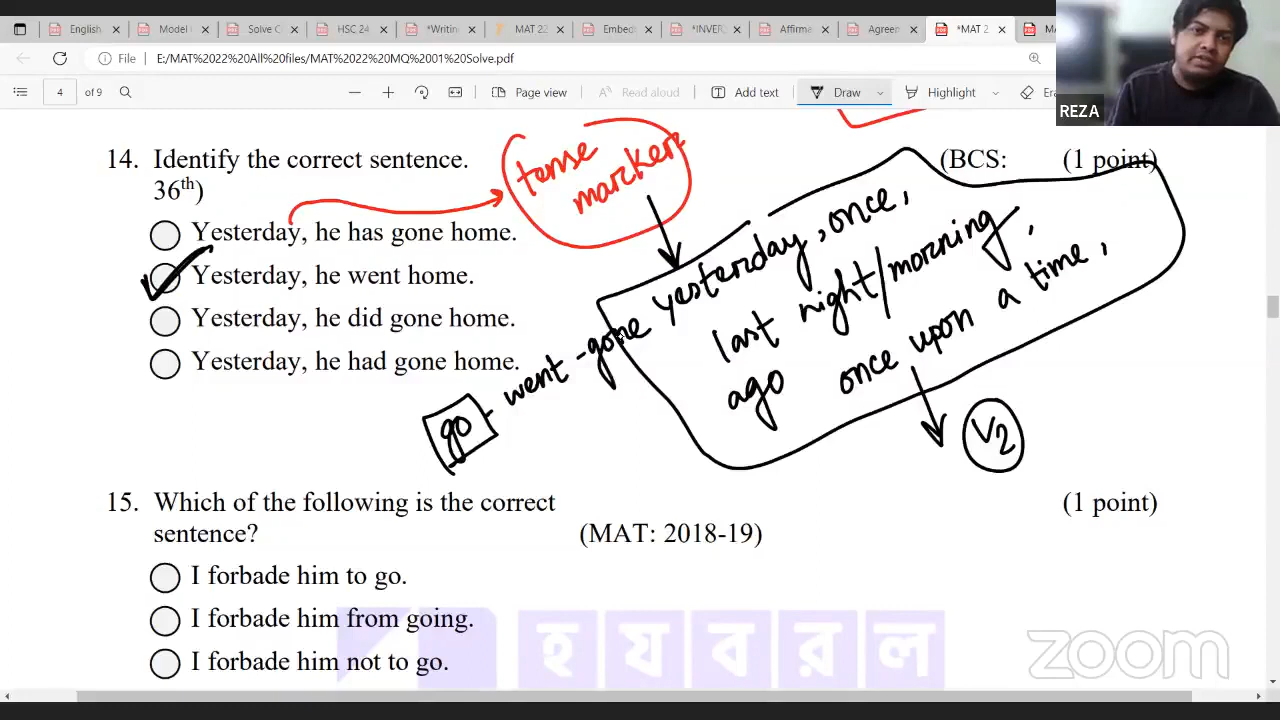 English
Model
Solve C
HSC 24
*Writin
MAT 22
Embed
*INVER
Affirma
Agreen
*MAT 2
MA
File
E:/MAT%2022%20All%20files/MAT%2022%20MQ%2001%20Solve.pdf
4
of 9
Page view
Read aloud
Add text
Draw
Highlight
Era
REZA
14. Identify the correct sentence. (BCS: (1 point)
36th)
Yesterday, he has gone home.
Yesterday, he went home.
Yesterday, he did gone home.
Yesterday, he had gone home.
tense
marker
yesterday, once,
last night/morning,
ago once upon a time,
V2
go - went - gone
15. Which of the following is the correct (1 point)
sentence? (MAT: 2018-19)
I forbade him to go.
I forbade him from going.
I forbade him not to go.
হ য ব র ল
zoom